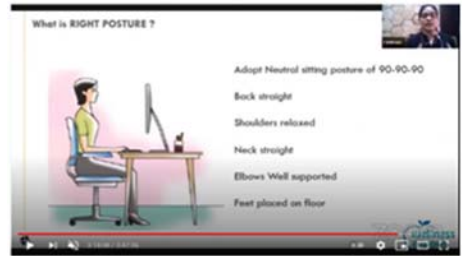 What is RIGHT POSTURE ?
Adopt Neutral sitting posture of 90-90-90
Back straight
Shoulders relaxed
Neck straight
Elbows Well supported
Feet placed on floor